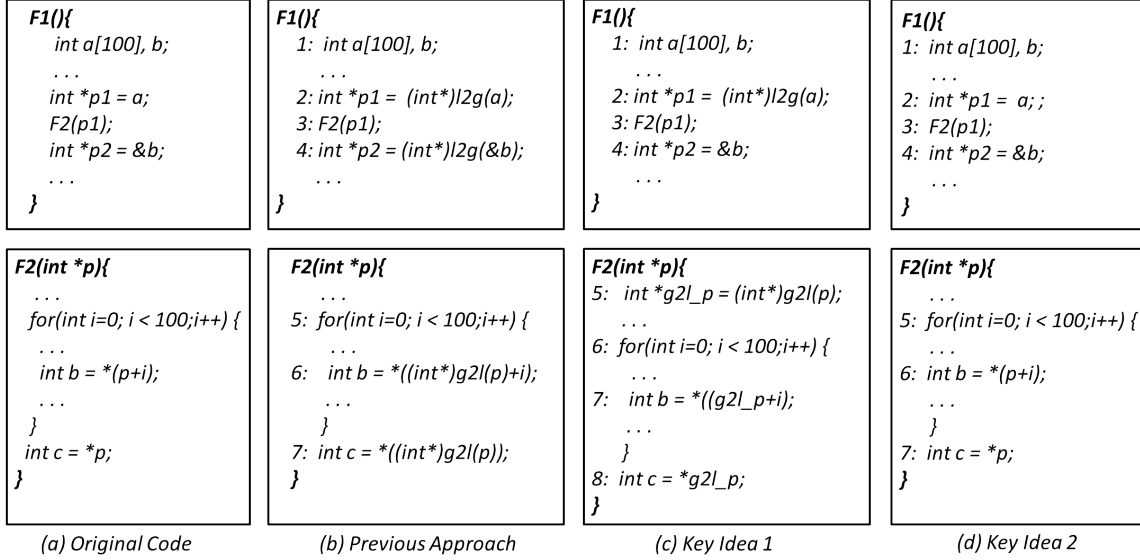 F1(){
int a[100], b;
. . .
int *p1 = a;
F2(p1);
int *p2 = &b;
. . .
}
F2(int *p){
. . .
for(int i=0; i < 100;i++) {
. . .
int b = *(p+i);
. . .
}
int c = *p;
}
(a) Original Code
F1(){
1: int a[100], b;
. . .
2: int *p1 = (int*)l2g(a);
3: F2(p1);
4: int *p2 = (int*)l2g(&b);
. . .
}
F2(int *p){
. . .
5: for(int i=0; i < 100;i++) {
. . .
6: int b = *((int*)g2l(p)+i);
. . .
}
7: int c = *((int*)g2l(p));
}
(b) Previous Approach
F1(){
1: int a[100], b;
. . .
2: int *p1 = (int*)l2g(a);
3: F2(p1);
4: int *p2 = &b;
. . .
}
F2(int *p){
5: int *g2l_p = (int*)g2l(p);
. . .
6: for(int i=0; i < 100;i++) {
. . .
7: int b = *((g2l_p+i);
. . .
}
8: int c = *g2l_p;
}
(c) Key Idea 1
F1(){
1: int a[100], b;
. . .
2: int *p1 = a; ;
3: F2(p1);
4: int *p2 = &b;
. . .
}
F2(int *p){
. . .
5: for(int i=0; i < 100;i++) {
. . .
6: int b = *(p+i);
. . .
}
7: int c = *p;
}
(d) Key Idea 2